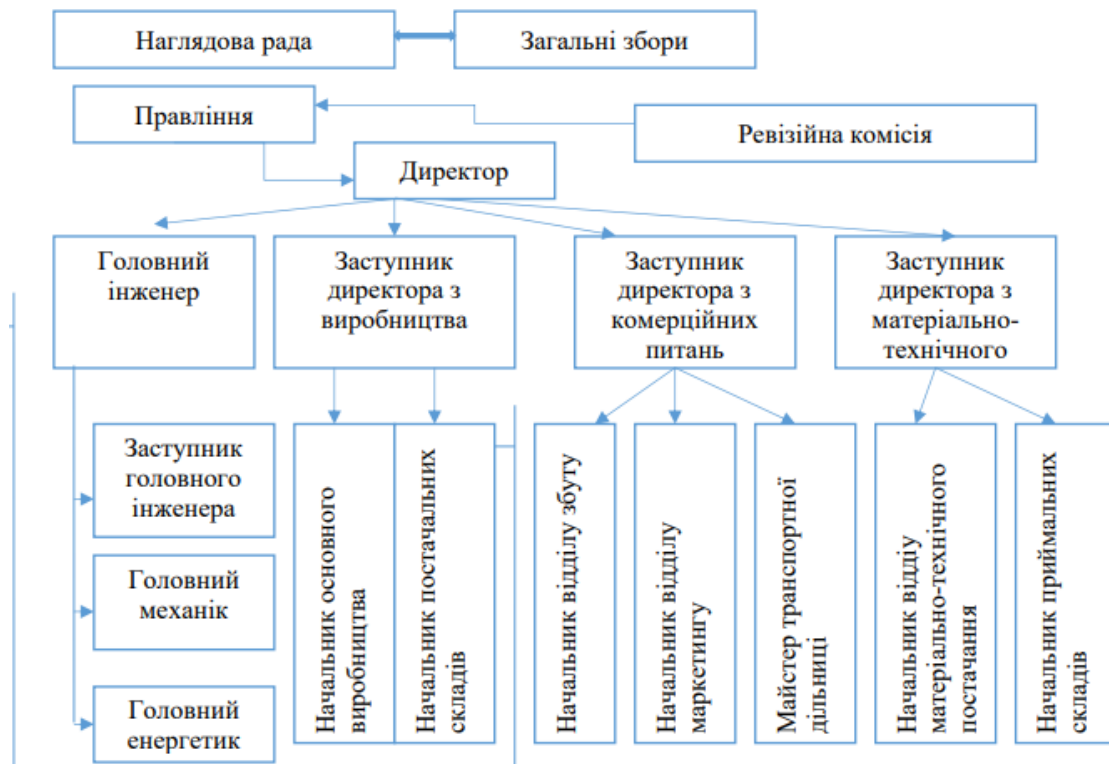 Наглядова рада
Загальні збори
Правління
Ревізійна комісія
Директор
Головний
інженер
Заступник
директора з
виробництва
Заступник
директора з
комерційних
питань
Заступник
директора з
матеріально-
технічного
Заступник
головного
інженера
Головний
механік
Головний
енергетик
Начальник основного
виробництва
Начальник постачальних
складів
Начальник відділу збуту
Начальник відділу
маркетингу
Майстер транспортної
дільниці
Начальник відділу
матеріально-технічного
постачання
Начальник приймальних
складів